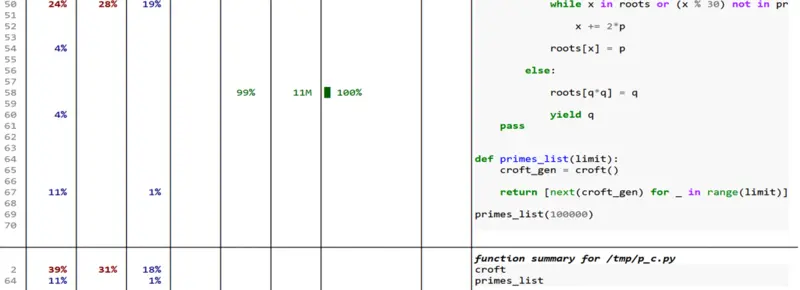 50 24% 28% 19% while x in roots or (x % 30) not in pr
51
52 x += 2*p
53
54 4% roots[x] = p
55
56 else:
57
58 99% 11M 100% roots[q*q] = q
59
60 4% yield q
61 pass
62
63
64 def primes_list(limit):
65 croft_gen = croft()
66
67 11% 1% return [next(croft_gen) for _ in range(limit)]
68
69 primes_list(100000)
70
function summary for /tmp/p_c.py
2 39% 31% 18% croft
64 11% 1% primes_list